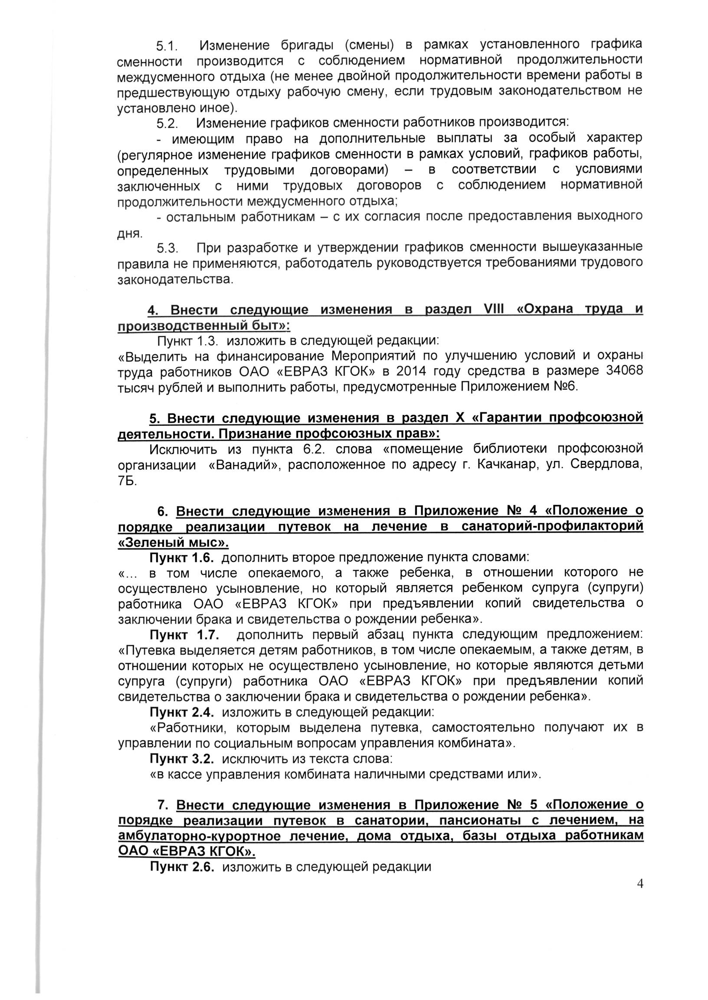 5.1. Изменение бригады (смены) в рамках установленного графика
сменности производится с соблюдением нормативной продолжительности
междусменного отдыха (не менее двойной продолжительности времени работы в
предшествующую отдыху рабочую смену, если трудовым законодательством не
установлено иное).
5.2. Изменение графиков сменности работников производится:
- имеющим право на дополнительные выплаты за особый характер
(регулярное изменение графиков сменности в рамках условий, графиков работы,
определенных трудовыми договорами) – в соответствии с условиями
заключенных с ними трудовых договоров с соблюдением нормативной
продолжительности междусменного отдыха;
- остальным работникам – с их согласия после предоставления выходного
дня.
5.3. При разработке и утверждении графиков сменности вышеуказанные
правила не применяются, работодатель руководствуется требованиями трудового
законодательства.
4. Внести следующие изменения в раздел VIII «Охрана труда и
производственный быт»:
Пункт 1.3. изложить в следующей редакции:
«Выделить на финансирование Мероприятий по улучшению условий и охраны
труда работников ОАО «ЕВРАЗ КГОК» в 2014 году средства в размере 34068
тысяч рублей и выполнить работы, предусмотренные Приложением №6.
5. Внести следующие изменения в раздел X «Гарантии профсоюзной
деятельности. Признание профсоюзных прав»:
Исключить из пункта 6.2. слова «помещение библиотеки профсоюзной
организации «Ванадий», расположенное по адресу г. Качканар, ул. Свердлова,
7Б.
6. Внести следующие изменения в Приложение № 4 «Положение о
порядке реализации путевок на лечение в санаторий-профилакторий
«Зеленый мыс».
Пункт 1.6. дополнить второе предложение пункта словами:
«... в том числе опекаемого, а также ребенка, в отношении которого не
осуществлено усыновление, но который является ребенком супруга (супруги)
работника ОАО «ЕВРАЗ КГОК» при предъявлении копий свидетельства о
заключении брака и свидетельства о рождении ребенка».
Пункт 1.7. дополнить первый абзац пункта следующим предложением:
«Путевка выделяется детям работников, в том числе опекаемым, а также детям, в
отношении которых не осуществлено усыновление, но которые являются детьми
супруга (супруги) работника ОАО «ЕВРАЗ КГОК» при предъявлении копий
свидетельства о заключении брака и свидетельства о рождении ребенка».
Пункт 2.4. изложить в следующей редакции:
«Работники, которым выделена путевка, самостоятельно получают их в
управлении по социальным вопросам управления комбината».
Пункт 3.2. исключить из текста слова:
«в кассе управления комбината наличными средствами или».
7. Внести следующие изменения в Приложение № 5 «Положение о
порядке реализации путевок в санатории, пансионаты с лечением, на
амбулаторно-курортное лечение, дома отдыха, базы отдыха работникам
ОАО «ЕВРАЗ КГОК».
Пункт 2.6. изложить в следующей редакции
4